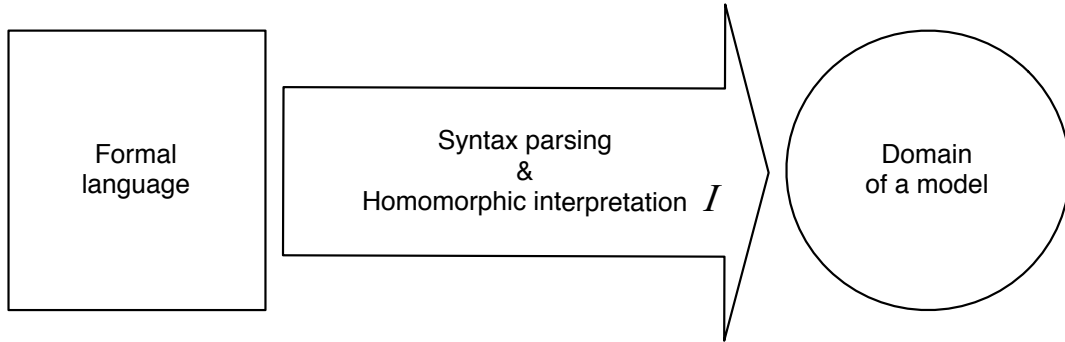 Formal
language
Syntax parsing
&
Homomorphic interpretation I
Domain
of a model